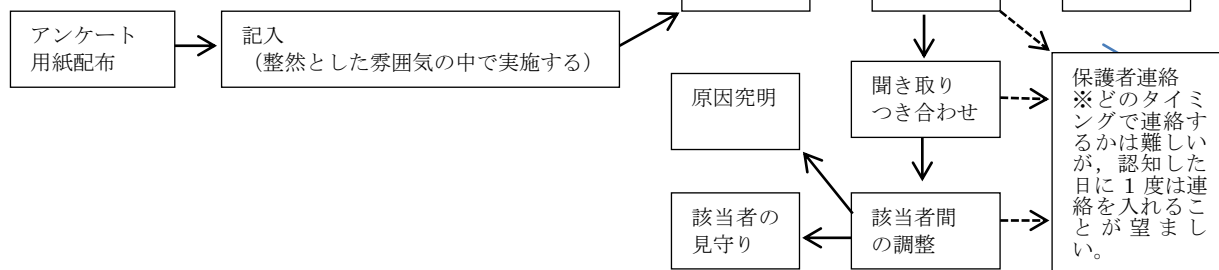 アンケート
用紙配布
記入
（整然とした雰囲気の中で実施する）
原因究明
聞き取り
つき合わせ
該当者の
見守り
該当者間
の調整
保護者連絡
※どのタイミ
ングで連絡す
るかは難しい
が，認知した
日に 1 度は連
絡を入れるこ
とが望まし
い。